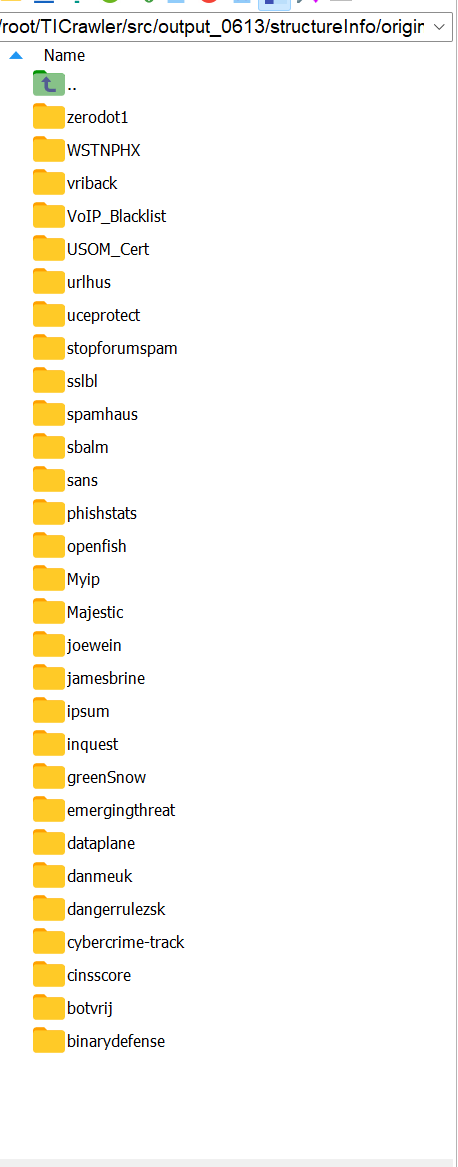 /root/TICrawler/src/output_0613/structureInfo/origin
Name
..
zerodot1
WSTNPHX
vriback
VoIP_Blacklist
USOM_Cert
urlhus
uceprotect
stopforumspam
sslbl
spamhaus
sbalm
sans
phishstats
openfish
Myip
Majestic
joewein
jamesbrine
ipsum
inquest
greenSnow
emergingthreat
dataplane
danmeuk
dangerrulezsk
cybercrime-track
cinsscore
botvrij
binarydefense